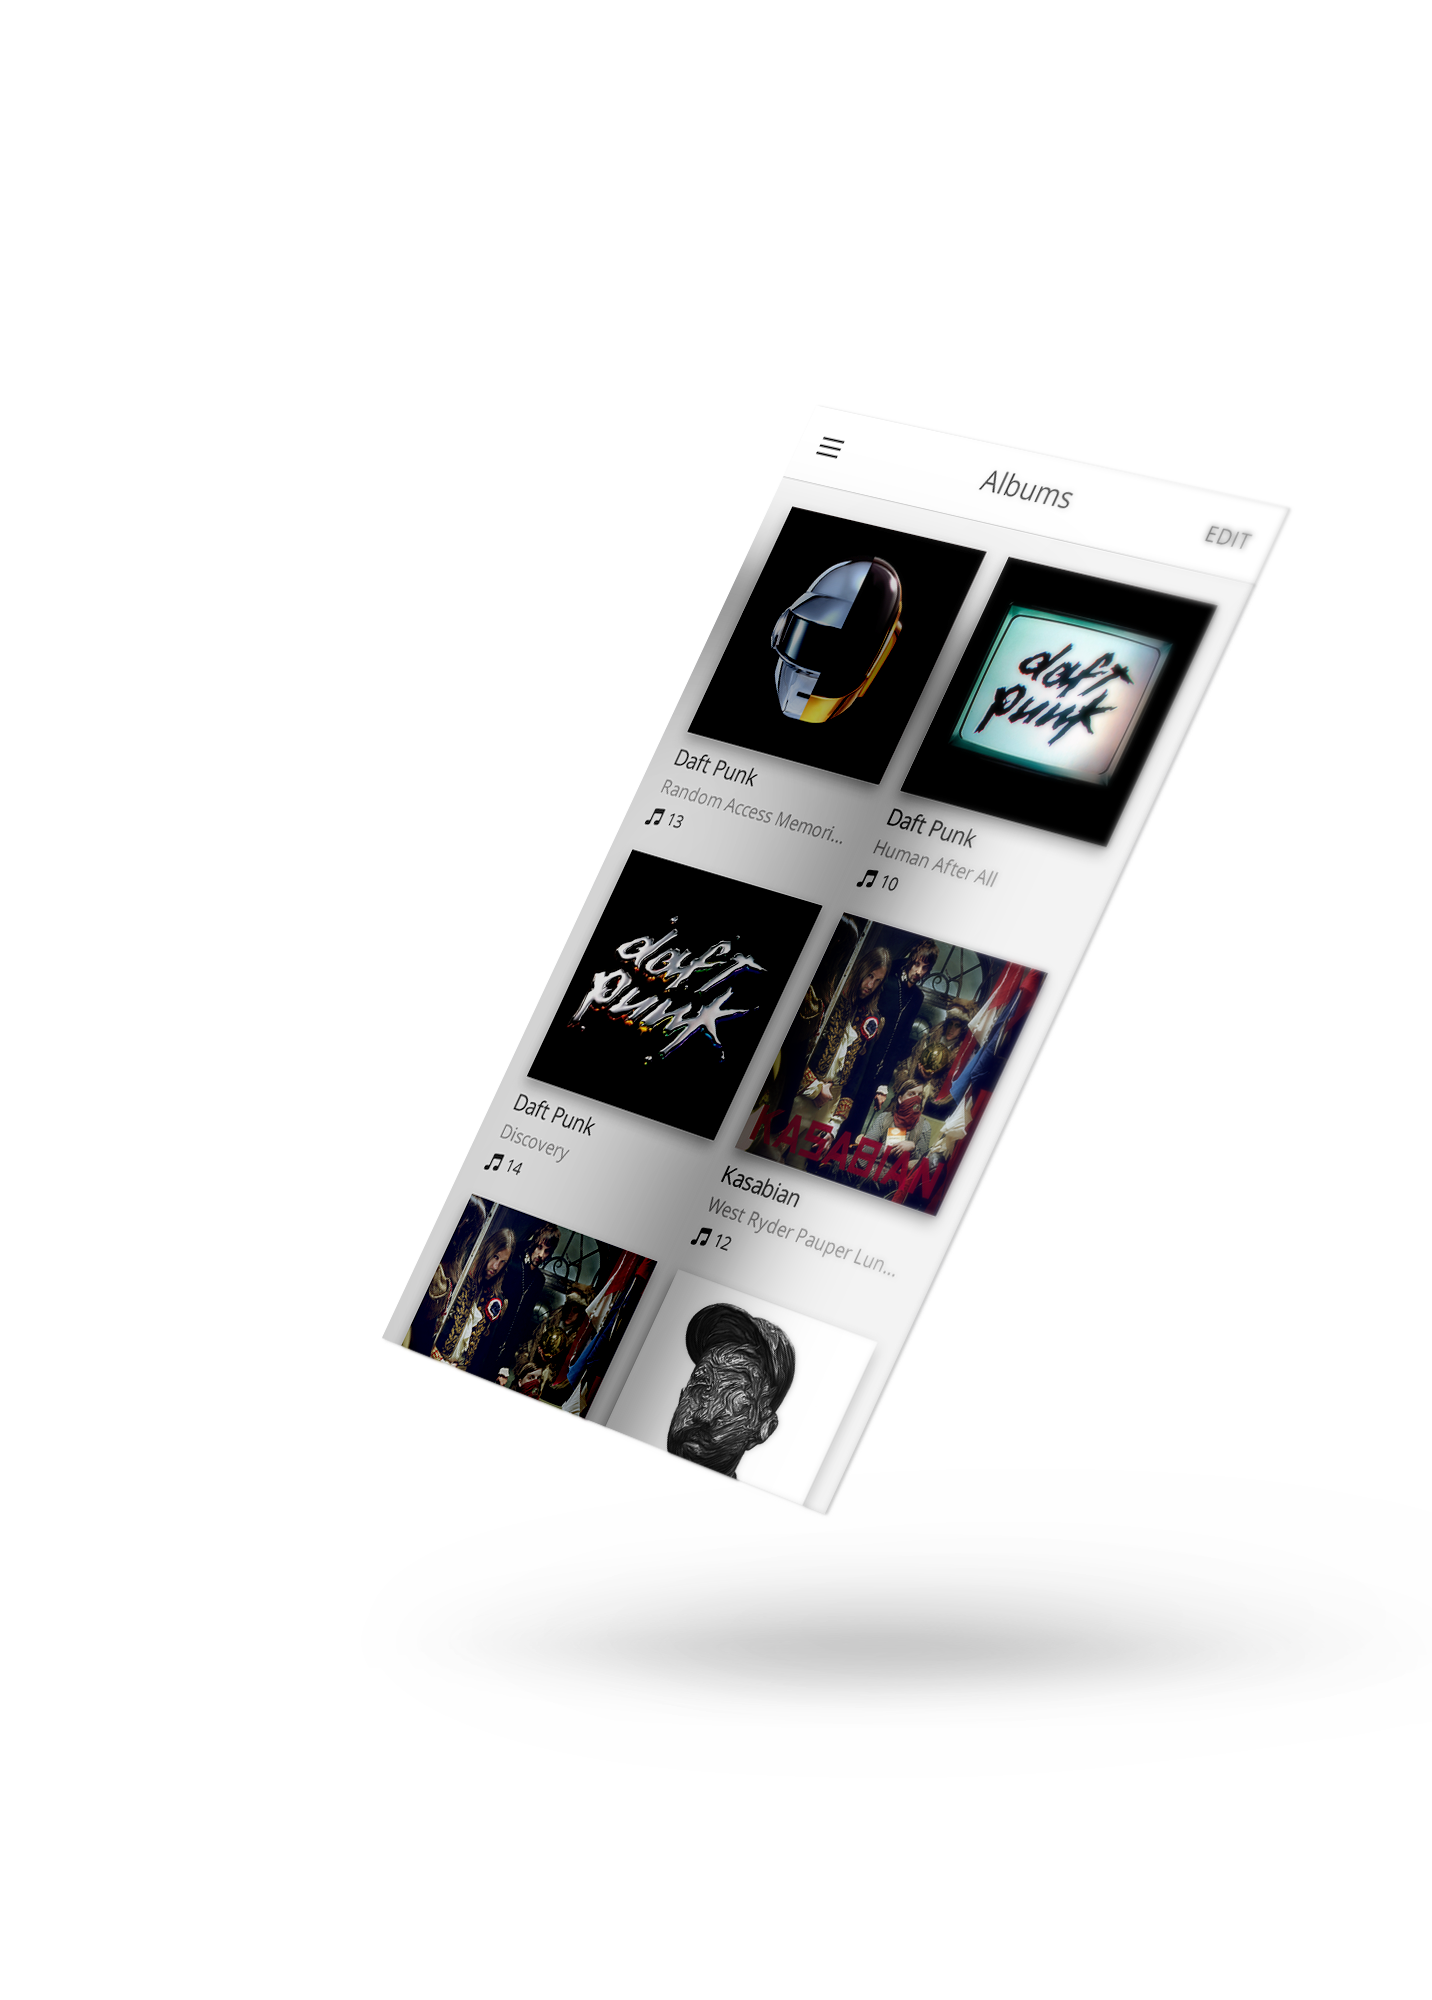 Albums
EDIT
daft
punk
Daft Punk
Random Access Memori...
13
Daft Punk
Human After All
10
daft
punk
Daft Punk
Discovery
14
KASABIAN
Kasabian
West Ryder Pauper Lun...
12